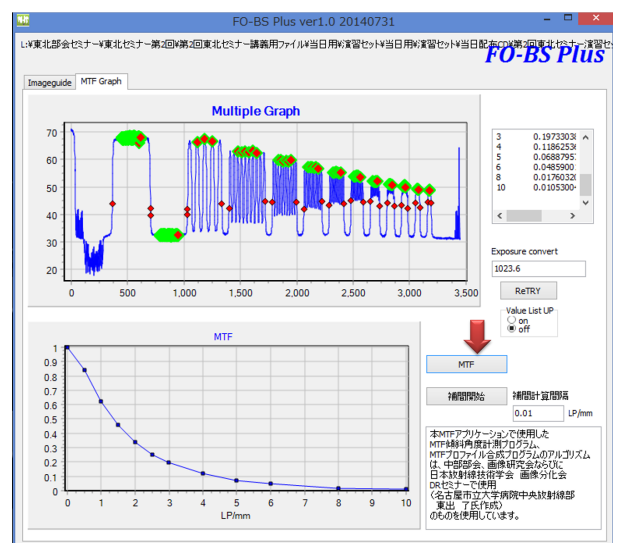 FO-BS Plus ver1.0 20140731
L:¥東北部会セミナー¥東北セミナー第2回¥第2回東北セミナー講義用ファイル¥当日用¥演習セット¥当日用¥演習セット¥当日配布CD¥第2回東北セミナー演習セ
FO-BS Plus
Imageguide MTF Graph
Multiple Graph
70
60
50
40
30
20
0 500 1,000 1,500 2,000 2,500 3,000 3,500
3 0.1973303
4 0.1186253
5 0.0688795
6 0.0485900
8 0.0176032
10 0.0105300
Exposure convert
1023.6
ReTRY
Value List UP
on
off
MTF
1
0.9
0.8
0.7
0.6
0.5
0.4
0.3
0.2
0.1
0
0 1 2 3 4 5 6 7 8 9 10
LP/mm
MTF
補間開始 補間計算間隔
0.01 LP/mm
本MTFアプリケーションで使用した
MTF傾斜角度計測プログラム、
MTFプロファイル合成プログラムのアルゴリズム
は、中部部会、画像研究会ならびに
日本放射線技術学会 画像分化会
DRセミナーで使用
(名古屋市立大学病院中央放射線部
東出 了氏作成)
のものを使用しています。